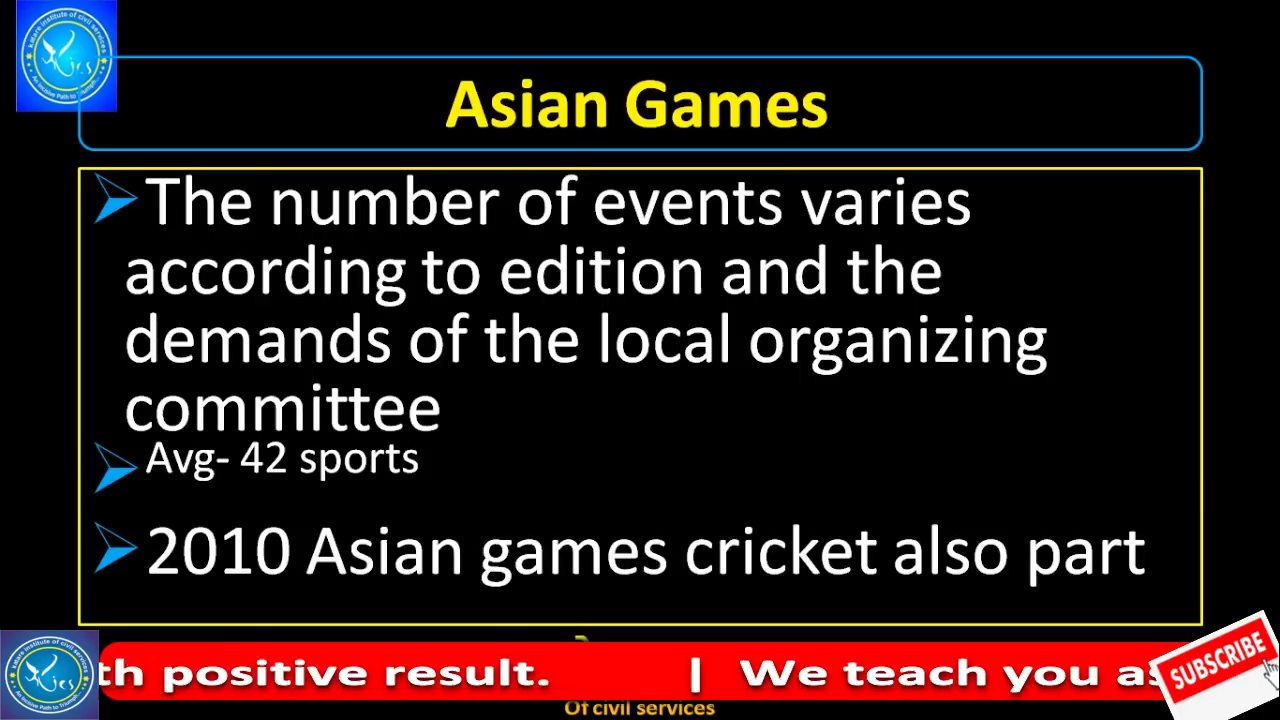 Asian Games
The number of events varies
according to edition and the
demands of the local organizing
committee
Avg- 42 sports
2010 Asian games cricket also part
th positive result. | We teach you as
SUBSCRIBE
Of civil services